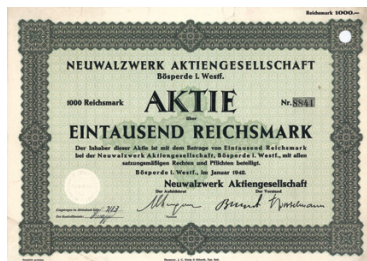 Reichsmark 1000.—
NEUWALZWERK AKTIENGESELLSCHAFT
Bösperde i. Westf.
1000 Reichsmark AKTIE Nr. 8841
über
EINTAUSEND REICHSMARK
Der Inhaber dieser Aktie ist mit dem Betrage von Eintausend Reichsmark
bei der Neuwalzwerk Aktiengesellschaft, Bösperde i. Westf., mit allen
satzungsmäßigen Rechten und Pflichten beteiligt.
Bösperde i. Westf., im Januar 1942.
Neuwalzwerk Aktiengesellschaft
Der Aufsichtsrat Der Vorstand